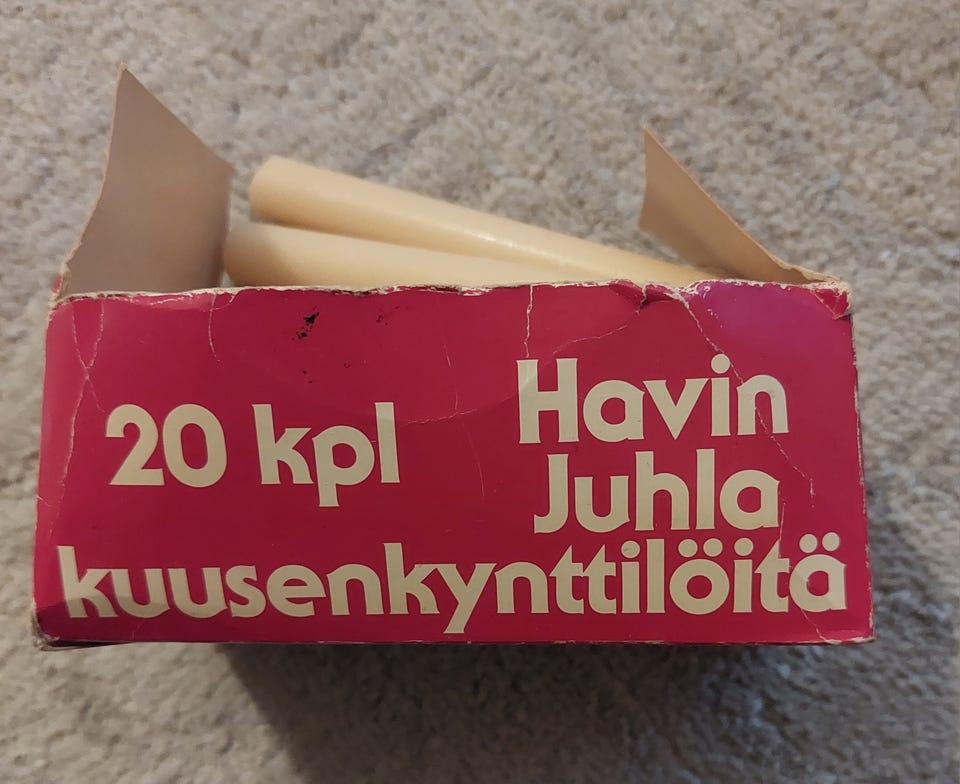 20 kpl
Havin
Juhla
kuusenkynttilöitä